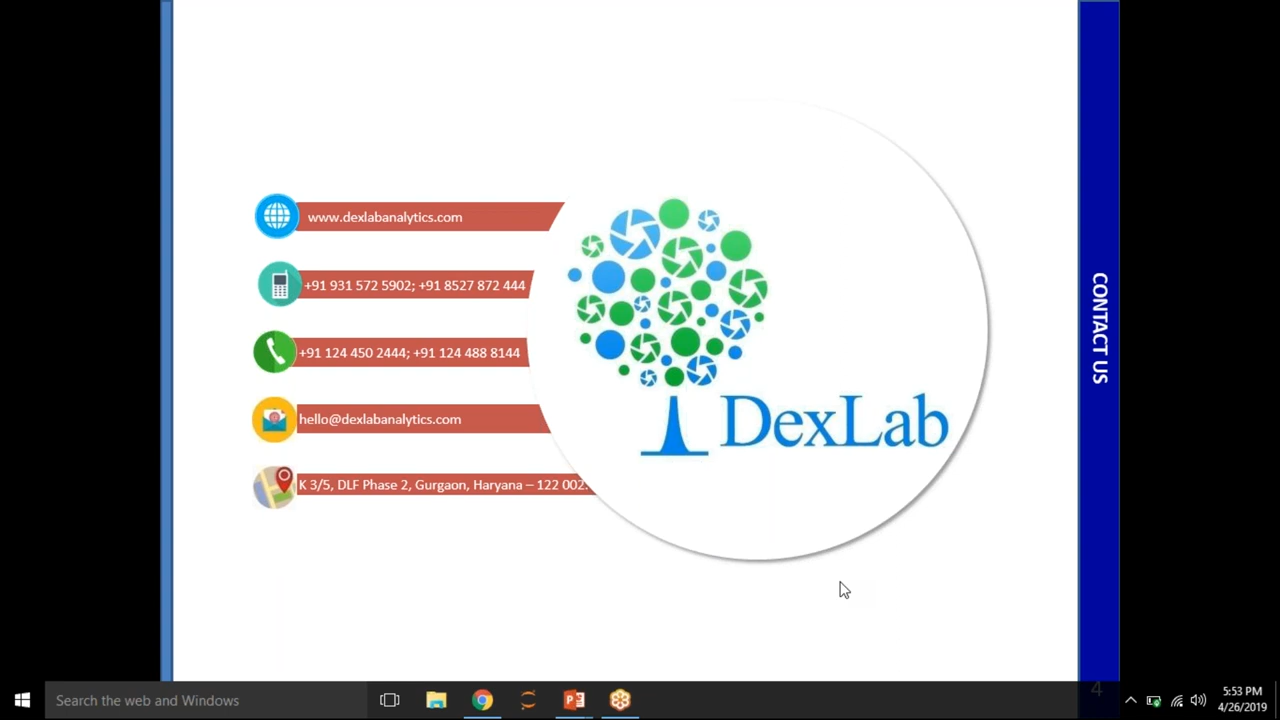 www.dexlabanalytics.com
+91 931 572 5902; +91 8527 872 444
+91 124 450 2444; +91 124 488 8144
hello@dexlabanalytics.com
K 3/5, DLF Phase 2, Gurgaon, Haryana – 122 002.
DexLab
CONTACT US
4
Search the web and Windows
5:53 PM
4/26/2019